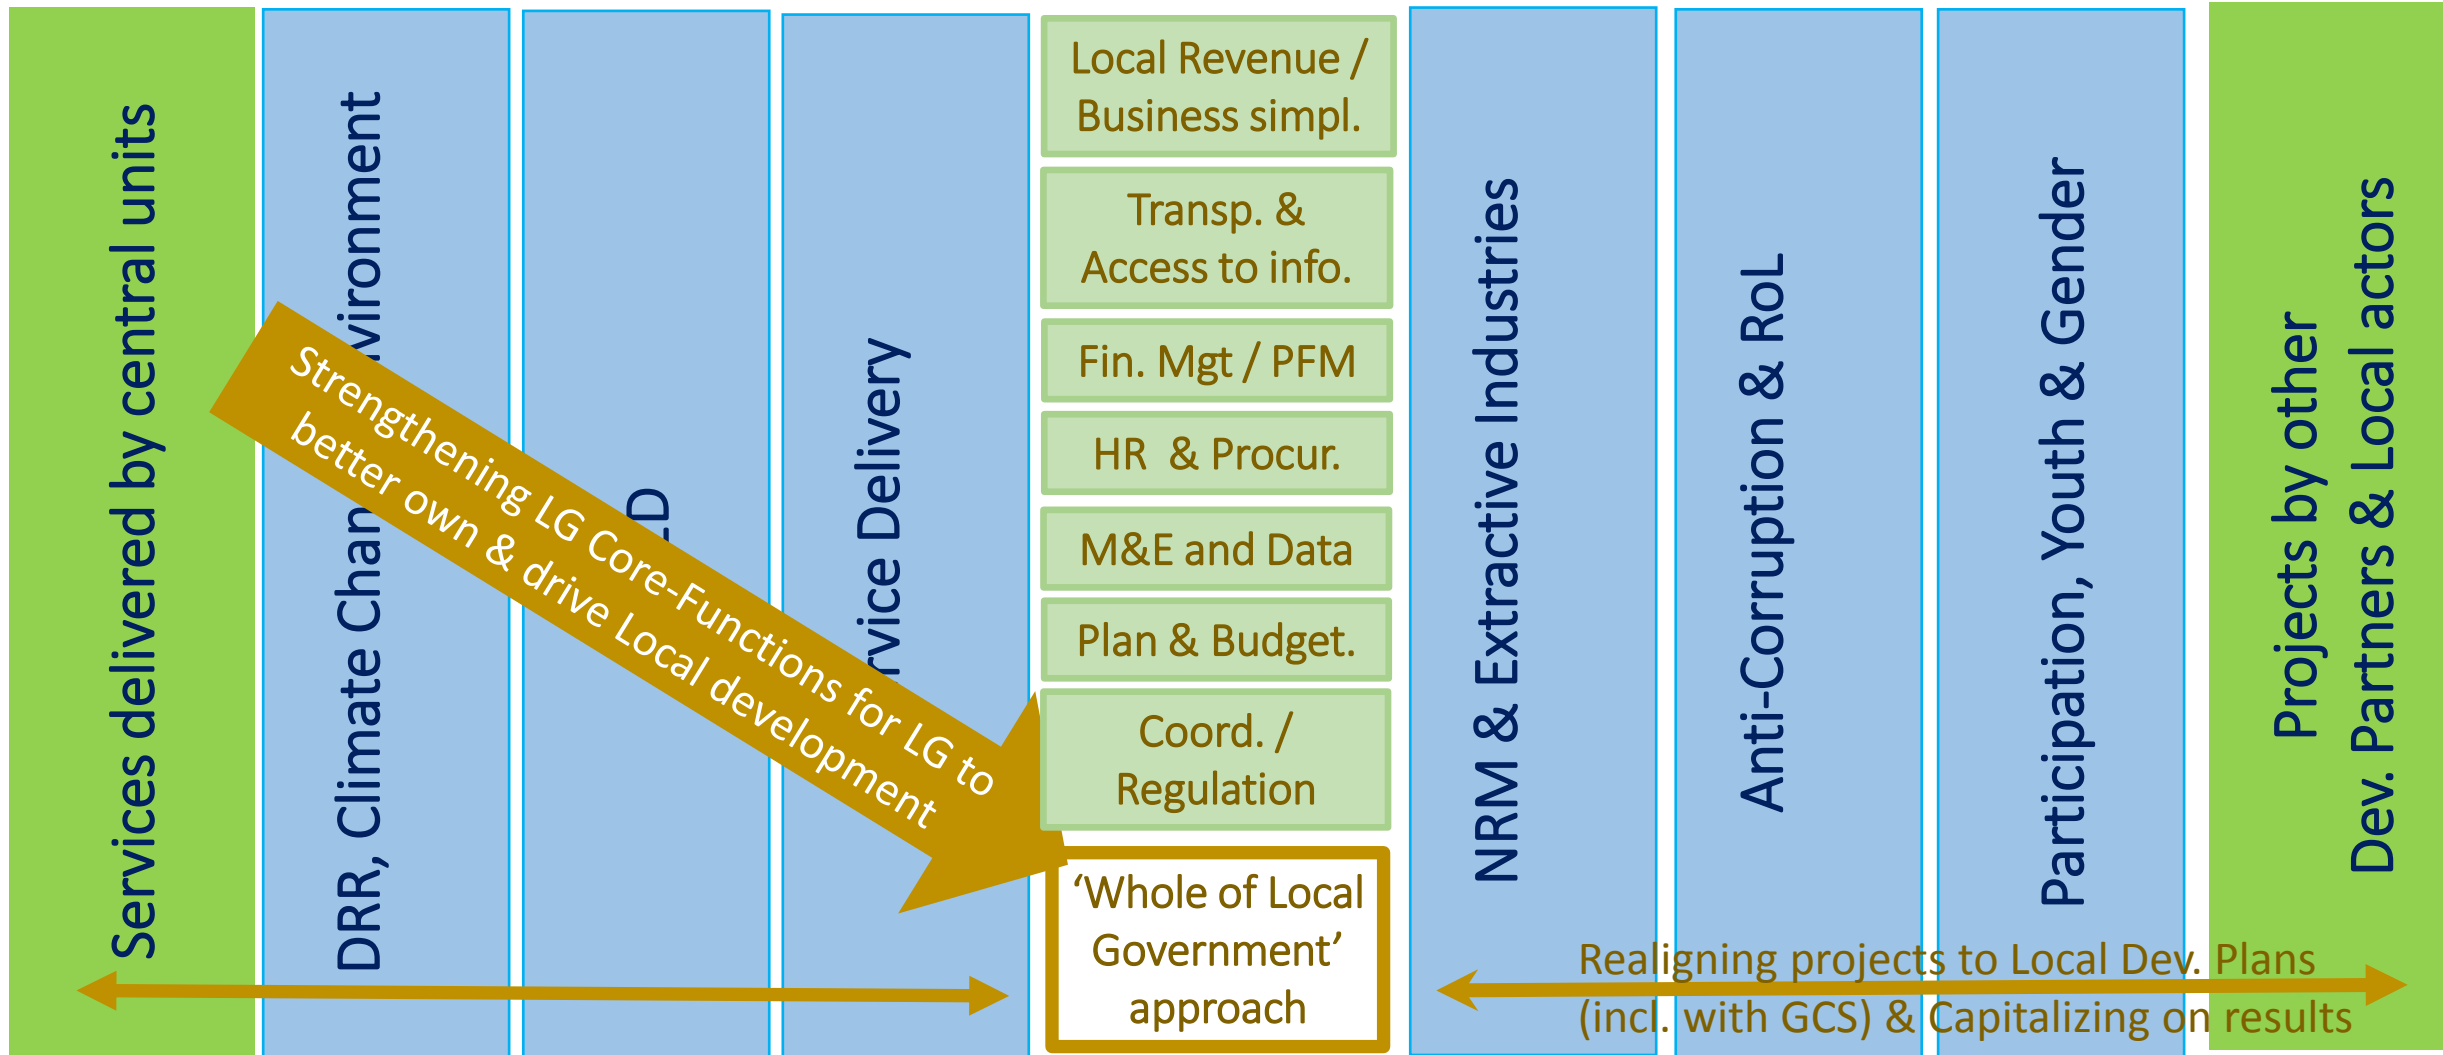 Services delivered by central units
DRR, Climate Chan vironment
ED
rvice Delivery
Strengthening LG Core-Functions for LG to
better own & drive Local development
Local Revenue /
Business simpl.
Transp. &
Access to info.
Fin. Mgt / PFM
HR & Procur.
M&E and Data
Plan & Budget.
Coord. /
Regulation
‘Whole of Local
Government’
approach
NRM & Extractive Industries
Anti-Corruption & RoL
Participation, Youth & Gender
Projects by other
Dev. Partners & Local actors
Realigning projects to Local Dev. Plans
(incl. with GCS) & Capitalizing on results